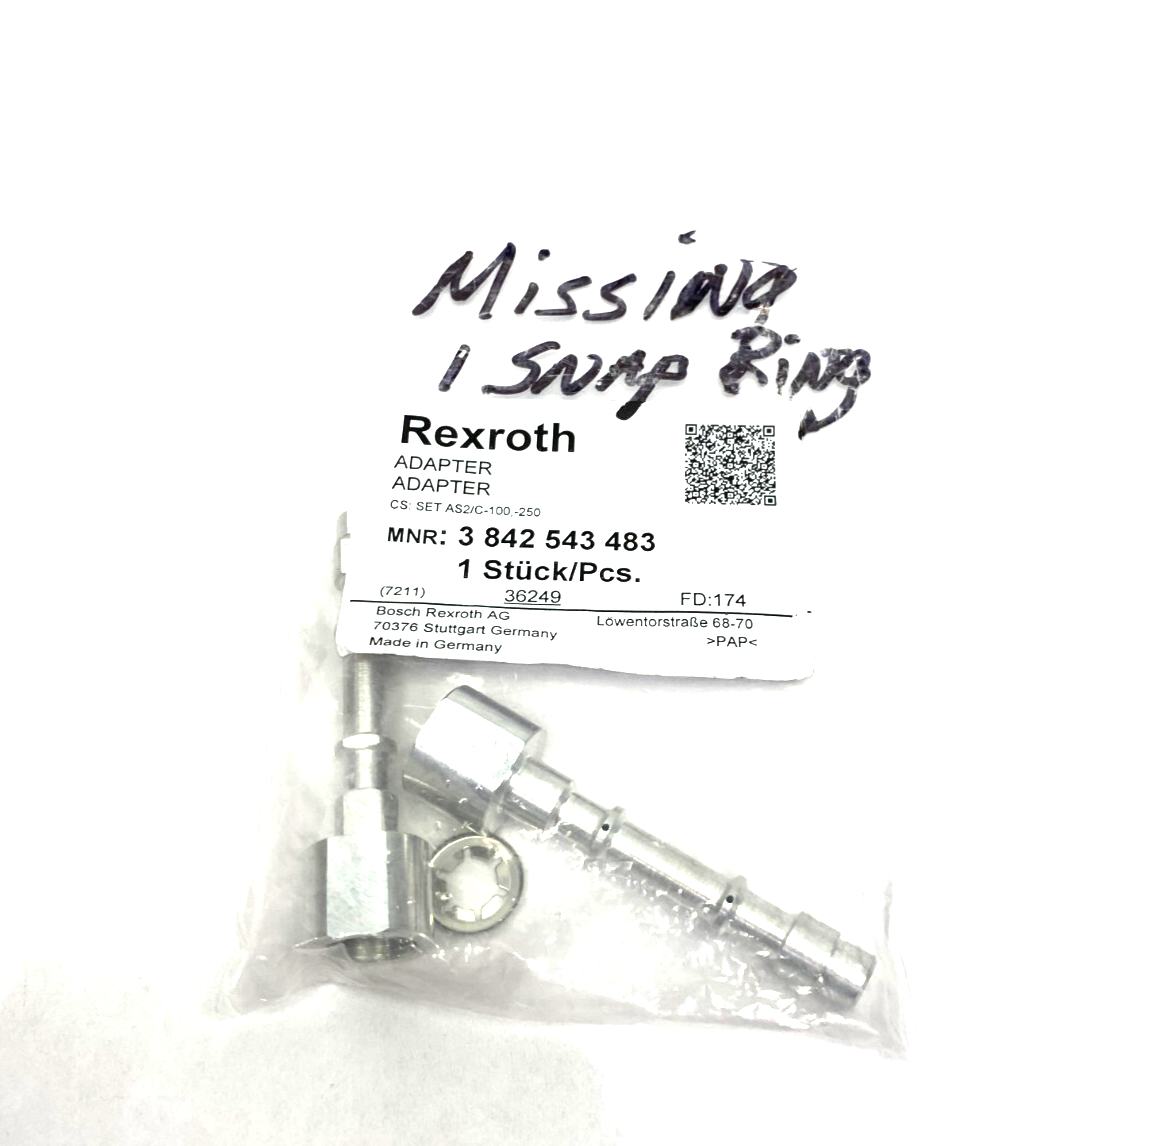 Missing
1 Snap Ring
Rexroth
ADAPTER
ADAPTER
CS: SET AS2/C-100,-250
MNR: 3 842 543 483
1 Stück/Pcs.
(7211) 36249 FD:174
Bosch Rexroth AG Löwentorstraße 68-70
70376 Stuttgart Germany >PAP<
Made in Germany